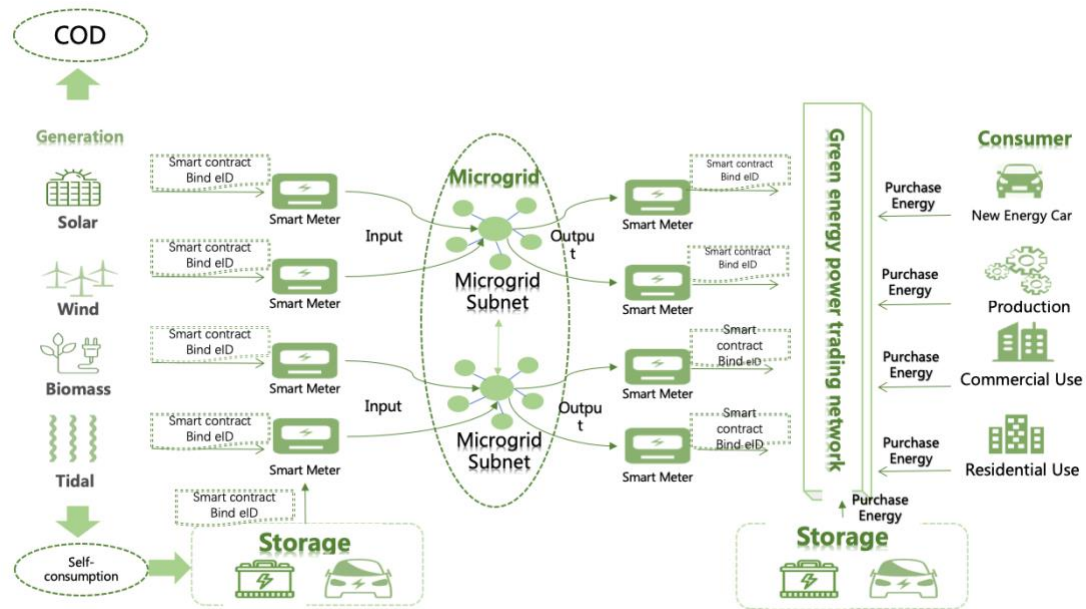 COD
Generation
Solar
Wind
Biomass
Tidal
Self-
consumption
Smart contract
Bind eID
Smart Meter
Smart contract
Bind eID
Smart Meter
Smart contract
Bind eID
Smart Meter
Smart contract
Bind eID
Smart Meter
Smart contract
Bind eID
Storage
Input
Input
Microgrid
Microgrid
Subnet
Microgrid
Subnet
Outpu
t
Outpu
t
Smart Meter
Smart contract
Bind eID
Smart Meter
Smart contract
Bind eID
Smart Meter
Smart
contract
Bind eID
Smart Meter
Smart
contract
Bind eID
Green energy power trading network
Purchase
Energy
Purchase
Energy
Purchase
Energy
Purchase
Energy
Purchase
Energy
Storage
Consumer
New Energy Car
Production
Commercial Use
Residential Use